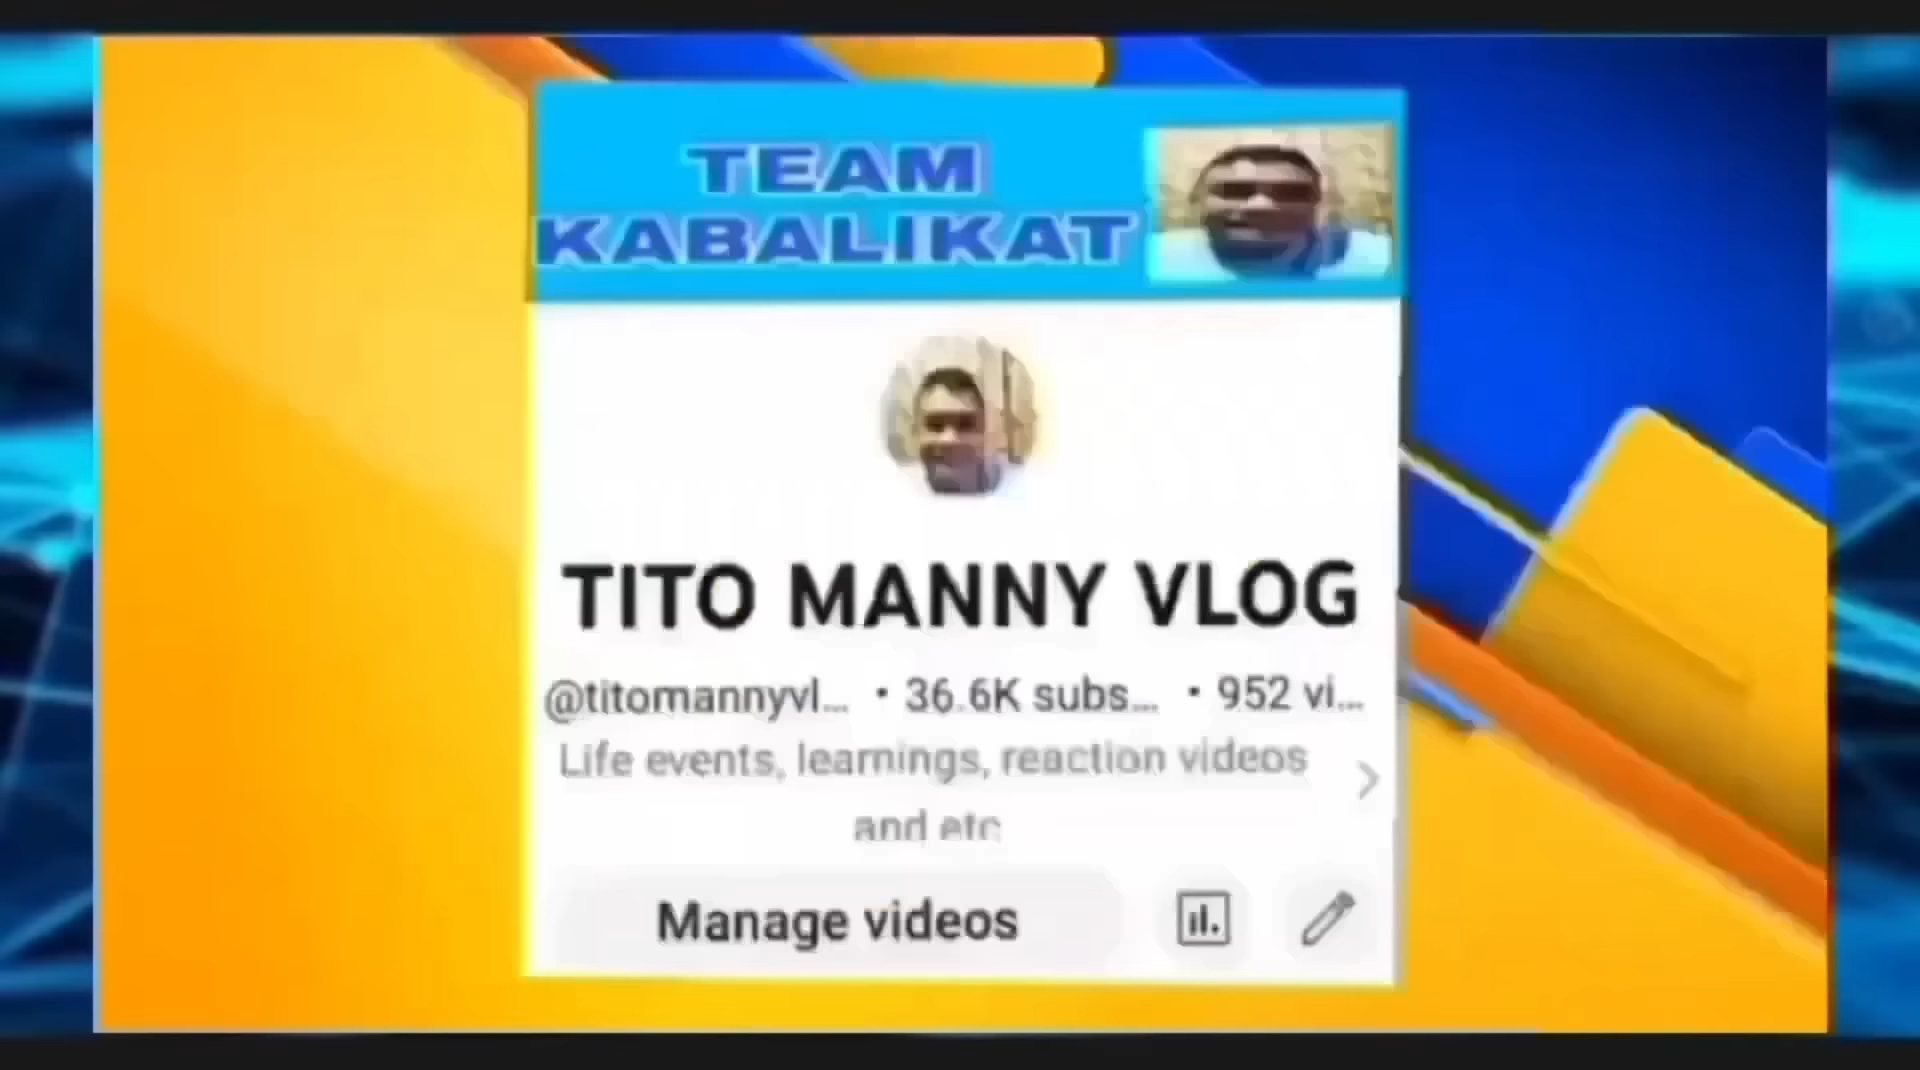 TEAM
KABALIKAT
TITO MANNY VLOG
@titomannyvl... • 36.6K subs... • 952 vi...
Life events, learnings, reaction videos
and etc
Manage videos